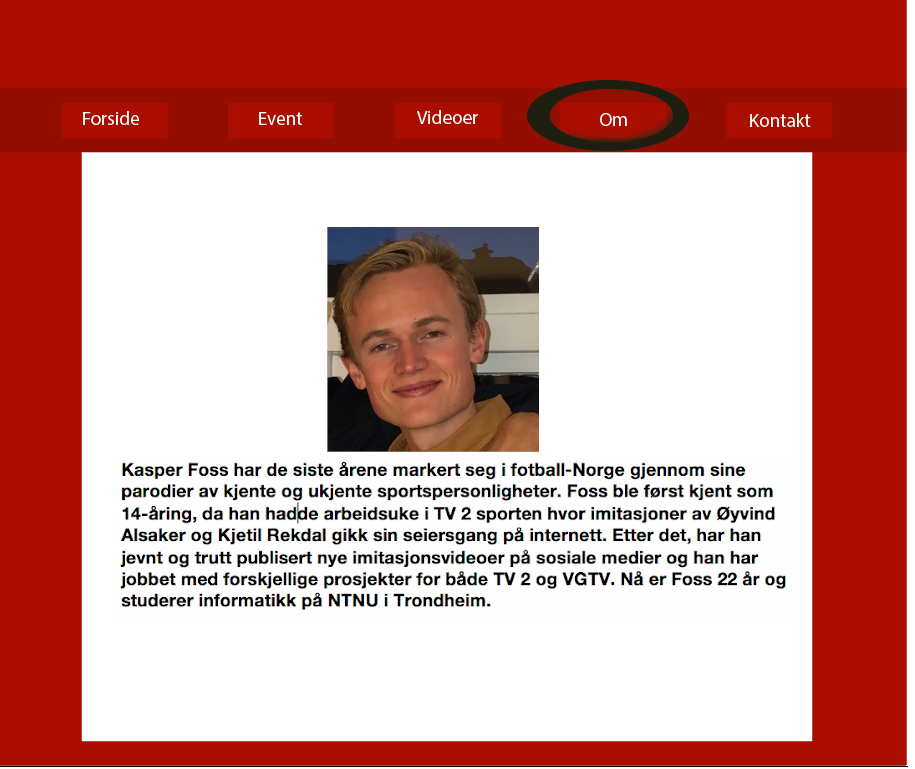 Forside
Event
Videoer
Om
Kontakt
Kasper Foss har de siste årene markert seg i fotball-Norge gjennom sine
parodier av kjente og ukjente sportspersonligheter. Foss ble først kjent som
14-åring, da han hadde arbeidsuke i TV 2 sporten hvor imitasjoner av Øyvind
Alsaker og Kjetil Rekdal gikk sin seiersgang på internett. Etter det, har han
jevnt og trutt publisert nye imitasjonsvideoer på sosiale medier og han har
jobbet med forskjellige prosjekter for både TV 2 og VGTV. Nå er Foss 22 år og
studerer informatikk på NTNU i Trondheim.